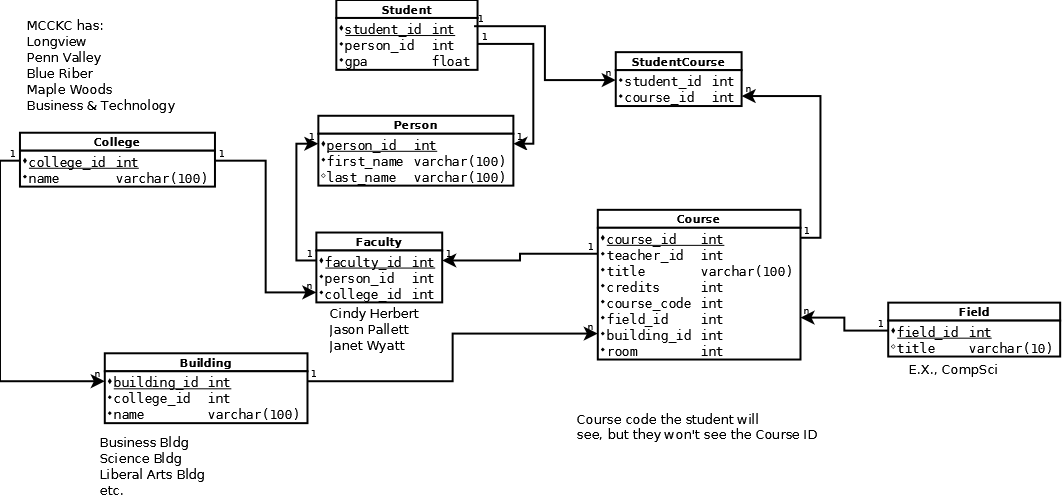 MCCKC has:
Longview
Penn Valley
Blue Riber
Maple Woods
Business & Technology
Student
student_id int
person_id int
gpa float
1
1
StudentCourse
student_id int
course_id int
n
n
College
college_id int
name varchar(100)
1
1
Person
person_id int
first_name varchar(100)
last_name varchar(100)
1
1
Faculty
faculty_id int
person_id int
college_id int
1
1
n
Cindy Herbert
Jason Pallett
Janet Wyatt
Course
course_id int
teacher_id int
title varchar(100)
credits int
course_code int
field_id int
building_id int
room int
1
1
n
n
Field
field_id int
title varchar(10)
1
E.X., CompSci
Building
building_id int
college_id int
name varchar(100)
n
1
Business Bldg
Science Bldg
Liberal Arts Bldg
etc.
Course code the student will
see, but they won't see the Course ID